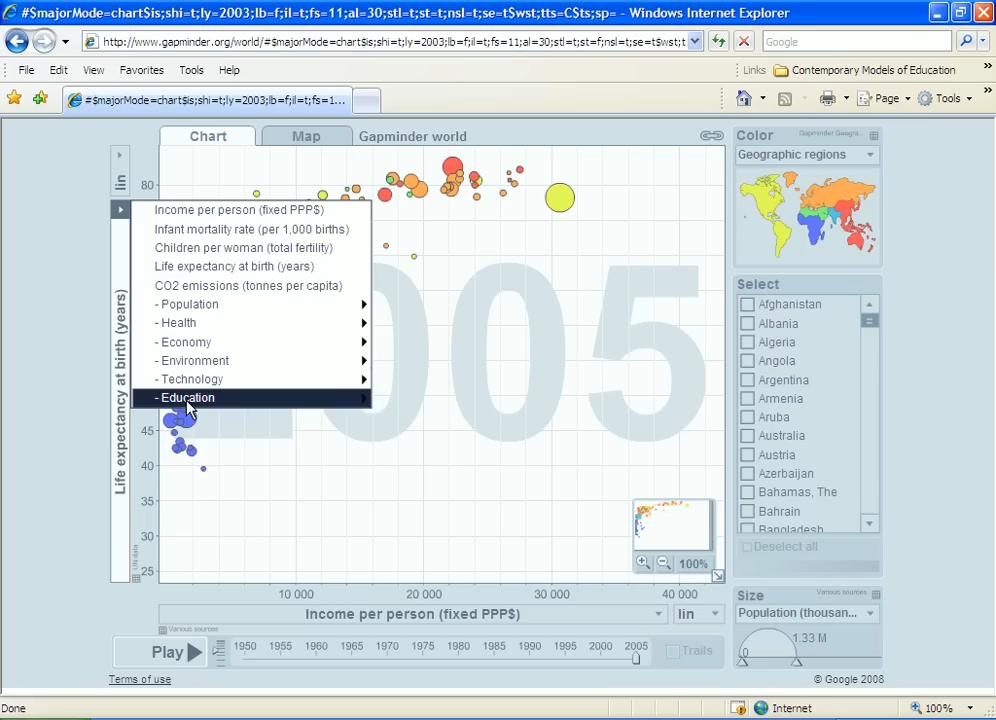 #$majorMode=chart$is;shi=t;ly=2003;lb=f;il=t;fs=11;al=30;stl=t;st=t;nsl=t;se=t$wst;tts=C$ts;sp= - Windows Internet Explorer
http://www.gapminder.org/world/#$majorMode=chart$is;shi=t;ly=2003;lb=f;il=t;fs=11;al=30;stl=t;st=f;nsl=t;se=t$wst;t
Google
File Edit View Favorites Tools Help
Links Contemporary Models of Education
#$majorMode=chart$is;shi=t;ly=2003;lb=f;il=t;fs=1...
Page Tools
Chart Map Gapminder world
lin
80
Life expectancy at birth (years)
Income per person (fixed PPP$)
Infant mortality rate (per 1,000 births)
Children per woman (total fertility)
Life expectancy at birth (years)
CO2 emissions (tonnes per capita)
- Population
- Health
- Economy
- Environment
- Technology
- Education
2005
45
40
35
30
25
UN data
100%
10 000 20 000 30 000 40 000
Income per person (fixed PPP$) lin
Various sources
Play
1950 1955 1960 1965 1970 1975 1980 1985 1990 1995 2000 2005
Trails
Terms of use
© Google 2008
Color
Gapminder Geogra...
Geographic regions
Select
Afghanistan
Albania
Algeria
Angola
Argentina
Armenia
Aruba
Australia
Austria
Azerbaijan
Bahamas, The
Bahrain
Bangladesh
Deselect all
Size
Various sources
Population (thousan...
1.33 M
0
Done
Internet
100%